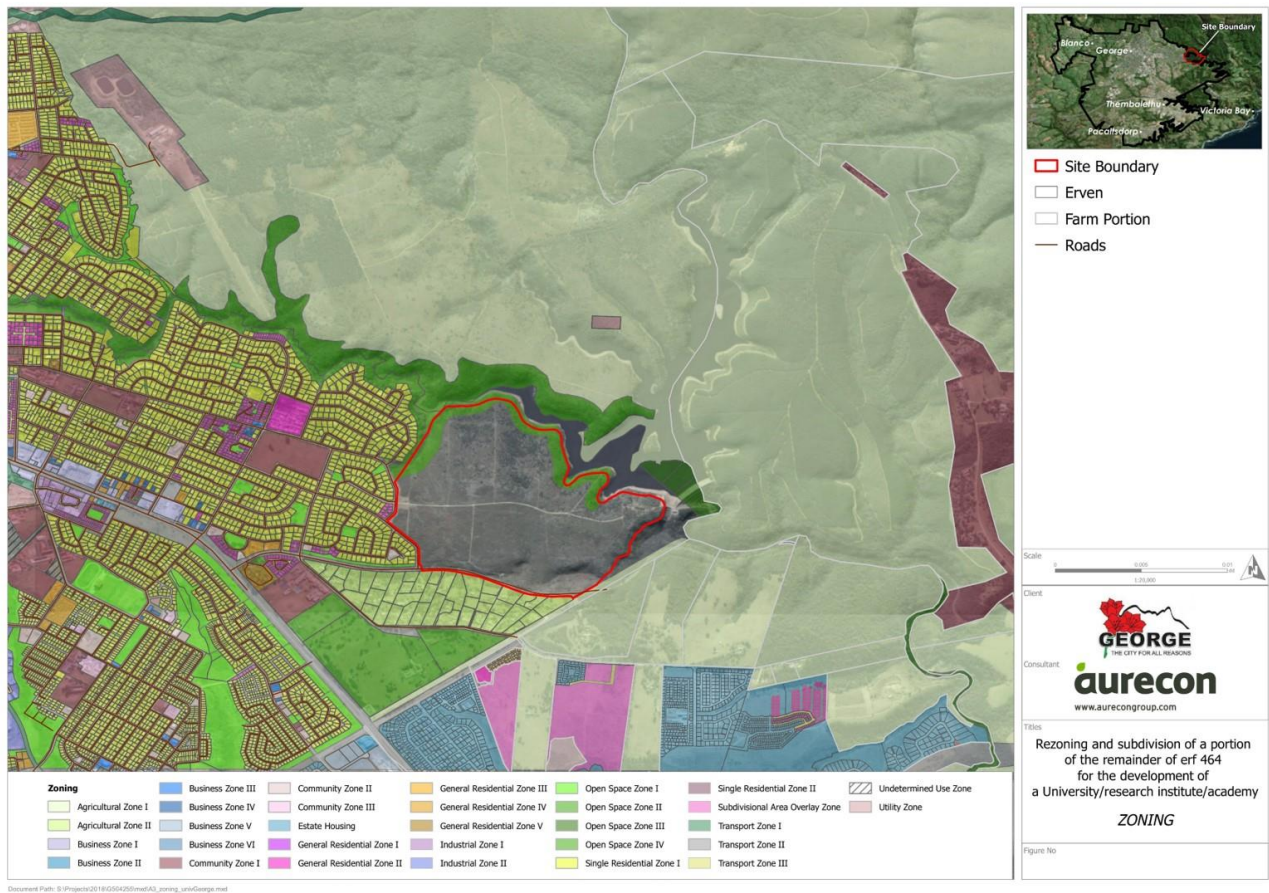 Site Boundary
Blanco
George
Thembalethu
Victoria Bay
Pacaltsdorp
Site Boundary
Erven
Farm Portion
Roads
Scale
0
0,005
0,01
1:20,000
N
Client
GEORGE
THE CITY FOR ALL REASONS
Consultant
aurecon
www.aurecongroup.com
Titles
Rezoning and subdivision of a portion
of the remainder of erf 464
for the development of
a University/research institute/academy
ZONING
Figure No
Zoning
Agricultural Zone I
Agricultural Zone II
Business Zone I
Business Zone II
Business Zone III
Business Zone IV
Business Zone V
Business Zone VI
Community Zone I
Community Zone II
Community Zone III
Estate Housing
General Residential Zone I
General Residential Zone II
General Residential Zone III
General Residential Zone IV
General Residential Zone V
Industrial Zone I
Industrial Zone II
Open Space Zone I
Open Space Zone II
Open Space Zone III
Open Space Zone IV
Single Residential Zone I
Single Residential Zone II
Subdivisional Area Overlay Zone
Transport Zone I
Transport Zone II
Transport Zone III
Undetermined Use Zone
Utility Zone